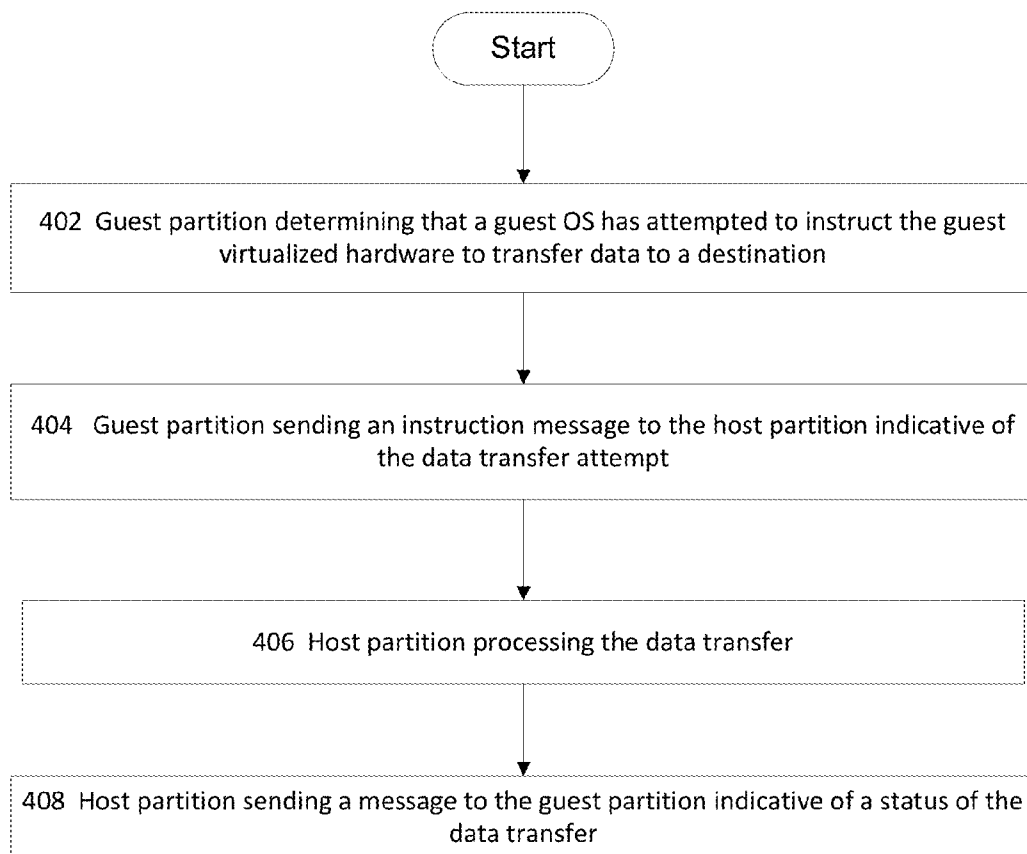 Start
402 Guest partition determining that a guest OS has attempted to instruct the guest
virtualized hardware to transfer data to a destination
404 Guest partition sending an instruction message to the host partition indicative of
the data transfer attempt
406 Host partition processing the data transfer
408 Host partition sending a message to the guest partition indicative of a status of the
data transfer